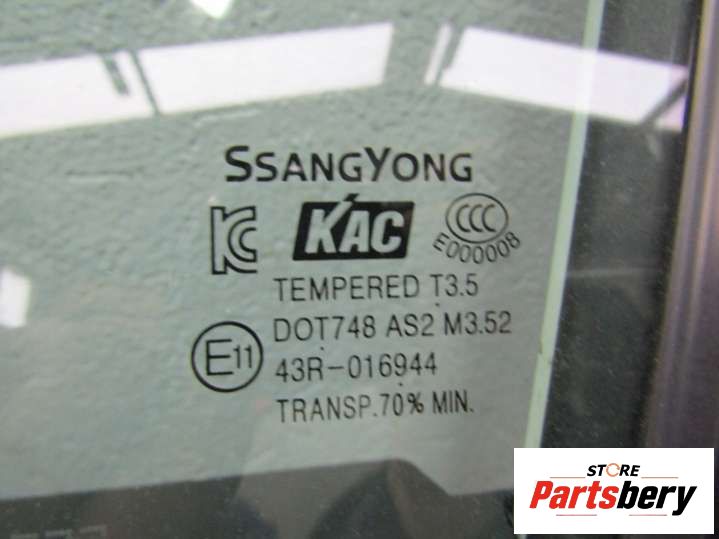 SSANGYONG
KC KAC CCC
E000008
TEMPERED T3.5
DOT748 AS2 M3.52
E11 43R-016944
TRANSP.70% MIN.
STORE
Partsbery